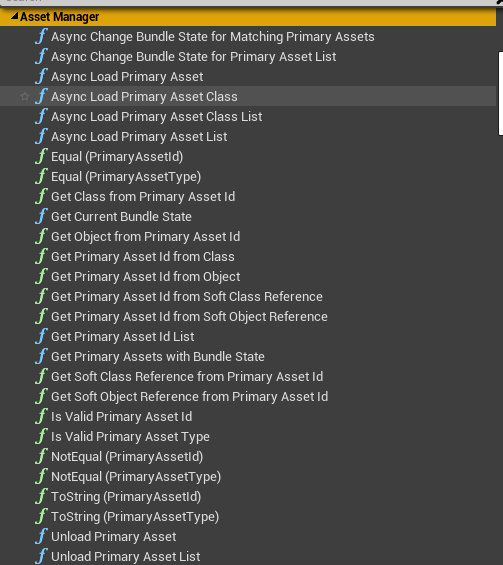 Asset Manager
Async Change Bundle State for Matching Primary Assets
Async Change Bundle State for Primary Asset List
Async Load Primary Asset
Async Load Primary Asset Class
Async Load Primary Asset Class List
Async Load Primary Asset List
Equal (PrimaryAssetId)
Equal (PrimaryAssetType)
Get Class from Primary Asset Id
Get Current Bundle State
Get Object from Primary Asset Id
Get Primary Asset Id from Class
Get Primary Asset Id from Object
Get Primary Asset Id from Soft Class Reference
Get Primary Asset Id from Soft Object Reference
Get Primary Asset Id List
Get Primary Assets with Bundle State
Get Soft Class Reference from Primary Asset Id
Get Soft Object Reference from Primary Asset Id
Is Valid Primary Asset Id
Is Valid Primary Asset Type
NotEqual (PrimaryAssetId)
NotEqual (PrimaryAssetType)
ToString (PrimaryAssetId)
ToString (PrimaryAssetType)
Unload Primary Asset
Unload Primary Asset List